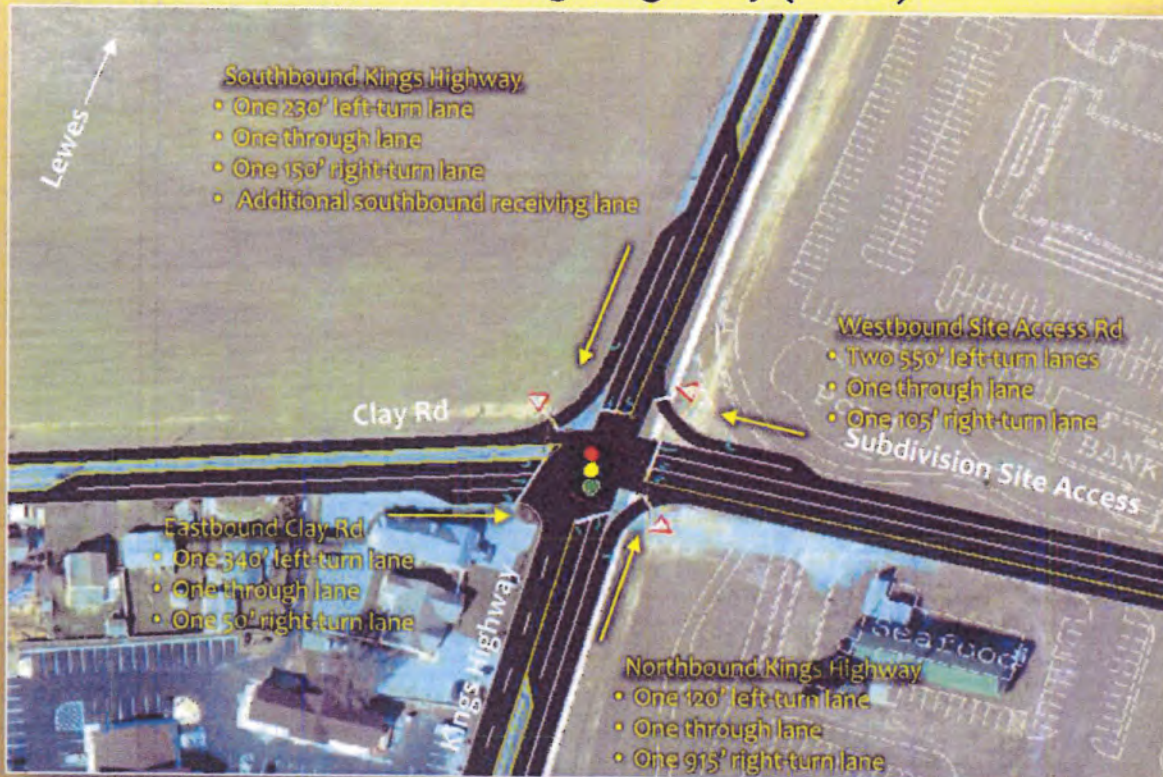 Lewes
Southbound Kings Highway
• One 230' left-turn lane
• One through lane
• One 150' right-turn lane
• Additional southbound receiving lane
Westbound Site Access Rd
• Two 550' left-turn lanes
• One through lane
• One 105' right-turn lane
Clay Rd
Subdivision Site Access
BANK
Eastbound Clay Rd
• One 340' left-turn lane
• One through lane
• One 50' right-turn lane
Kings Highway
seafood
Northbound Kings Highway
• One 120' left-turn lane
• One through lane
• One 915' right-turn lane